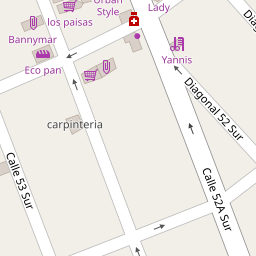 Urban
Style
Lady
los paisas
Bannymar
Eco pan
Yannis
Diagonal 52 Sur
carpinteria
Calle 53 Sur
Calle 52A Sur